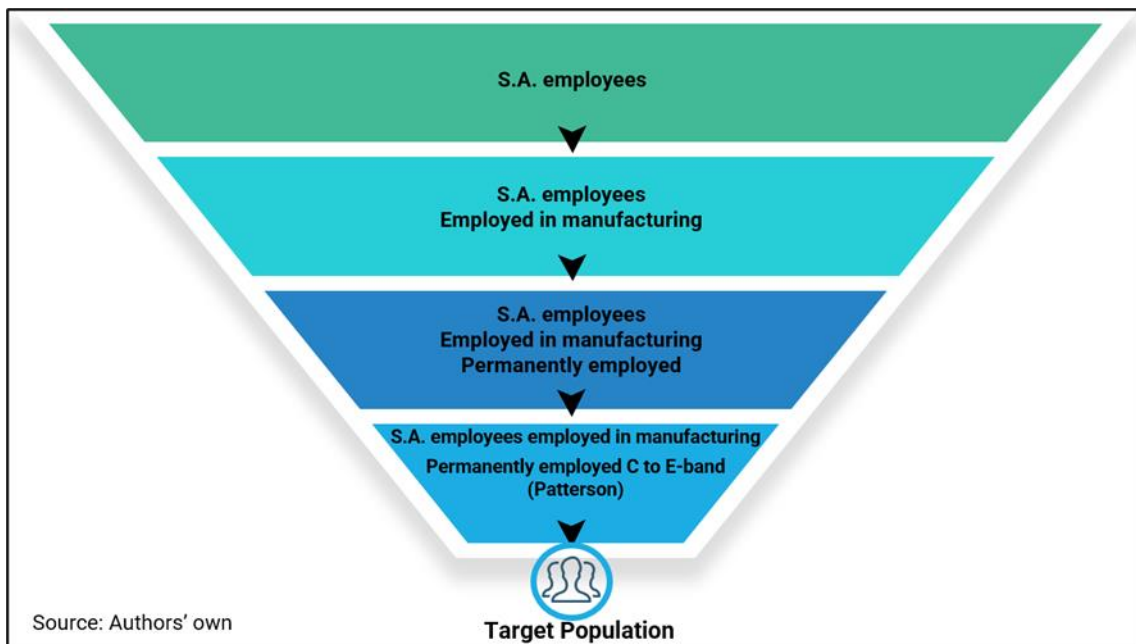 S.A. employees
S.A. employees
Employed in manufacturing
S.A. employees
Employed in manufacturing
Permanently employed
S.A. employees employed in manufacturing
Permanently employed C to E-band
(Patterson)
Source: Authors’ own
Target Population